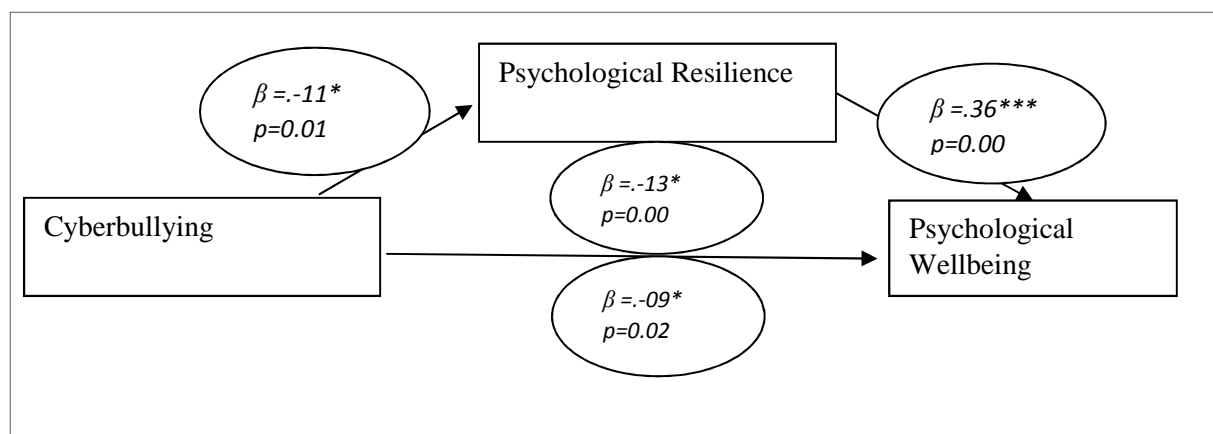 Psychological Resilience
β =.-11*
p=0.01
β =.36***
p=0.00
β =.-13*
p=0.00
Cyberbullying
Psychological
Wellbeing
β =.-09*
p=0.02